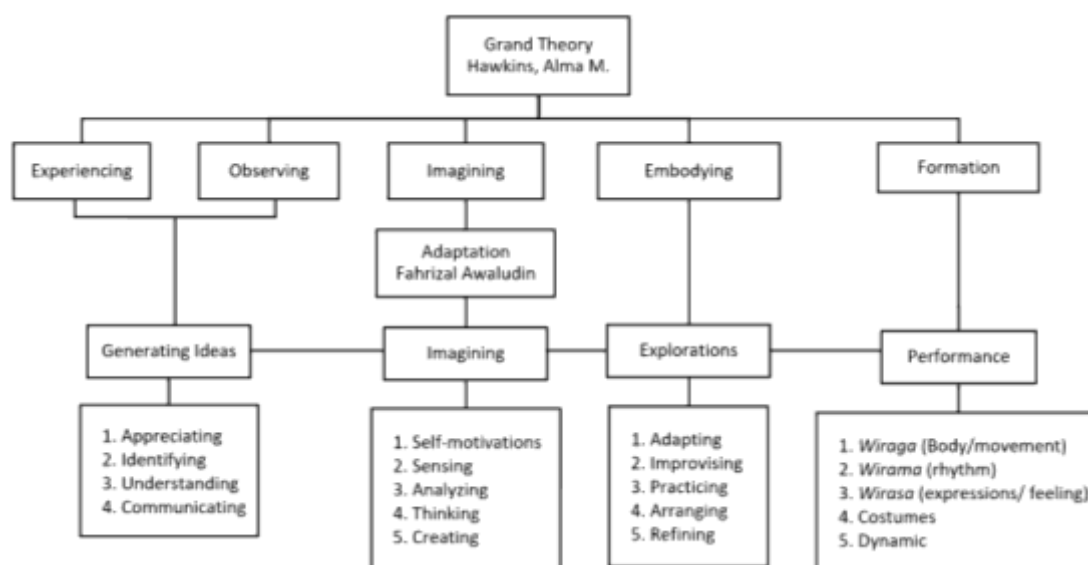 Grand Theory
Hawkins, Alma M.
Experiencing
Observing
Imagining
Embodying
Formation
Adaptation
Fahrizal Awaludin
Generating Ideas
Imagining
Explorations
Performance
1. Appreciating
2. Identifying
3. Understanding
4. Communicating
1. Self-motivations
2. Sensing
3. Analyzing
4. Thinking
5. Creating
1. Adapting
2. Improvising
3. Practicing
4. Arranging
5. Refining
1. Wiraga (Body/movement)
2. Wirama (rhythm)
3. Wirasa (expressions/ feeling)
4. Costumes
5. Dynamic